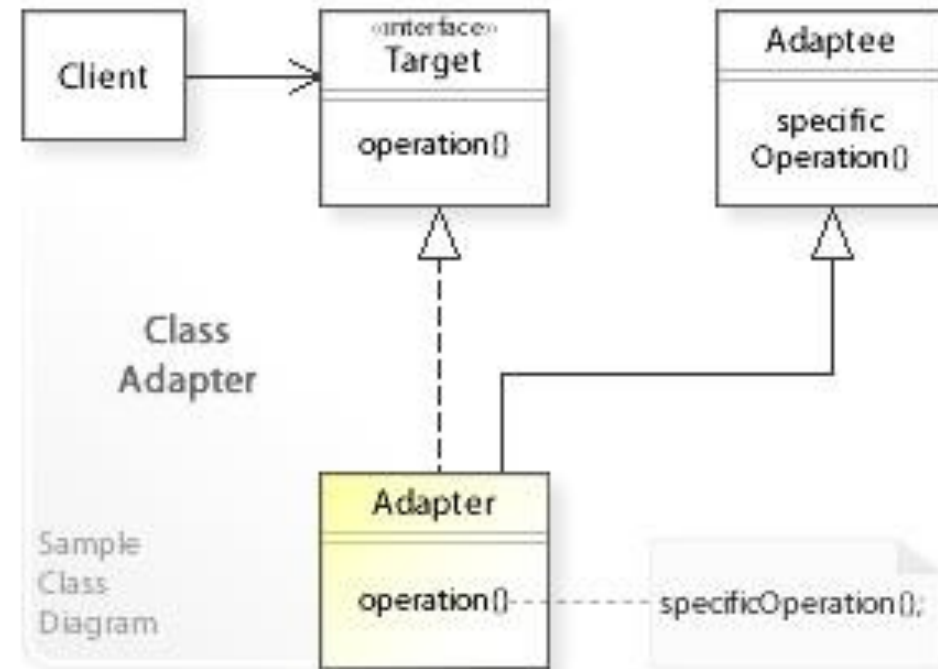 Client
«interface»
Target
operation()
Adaptee
specific
Operation()
Class
Adapter
Adapter
operation()
specificOperation();
Sample
Class
Diagram